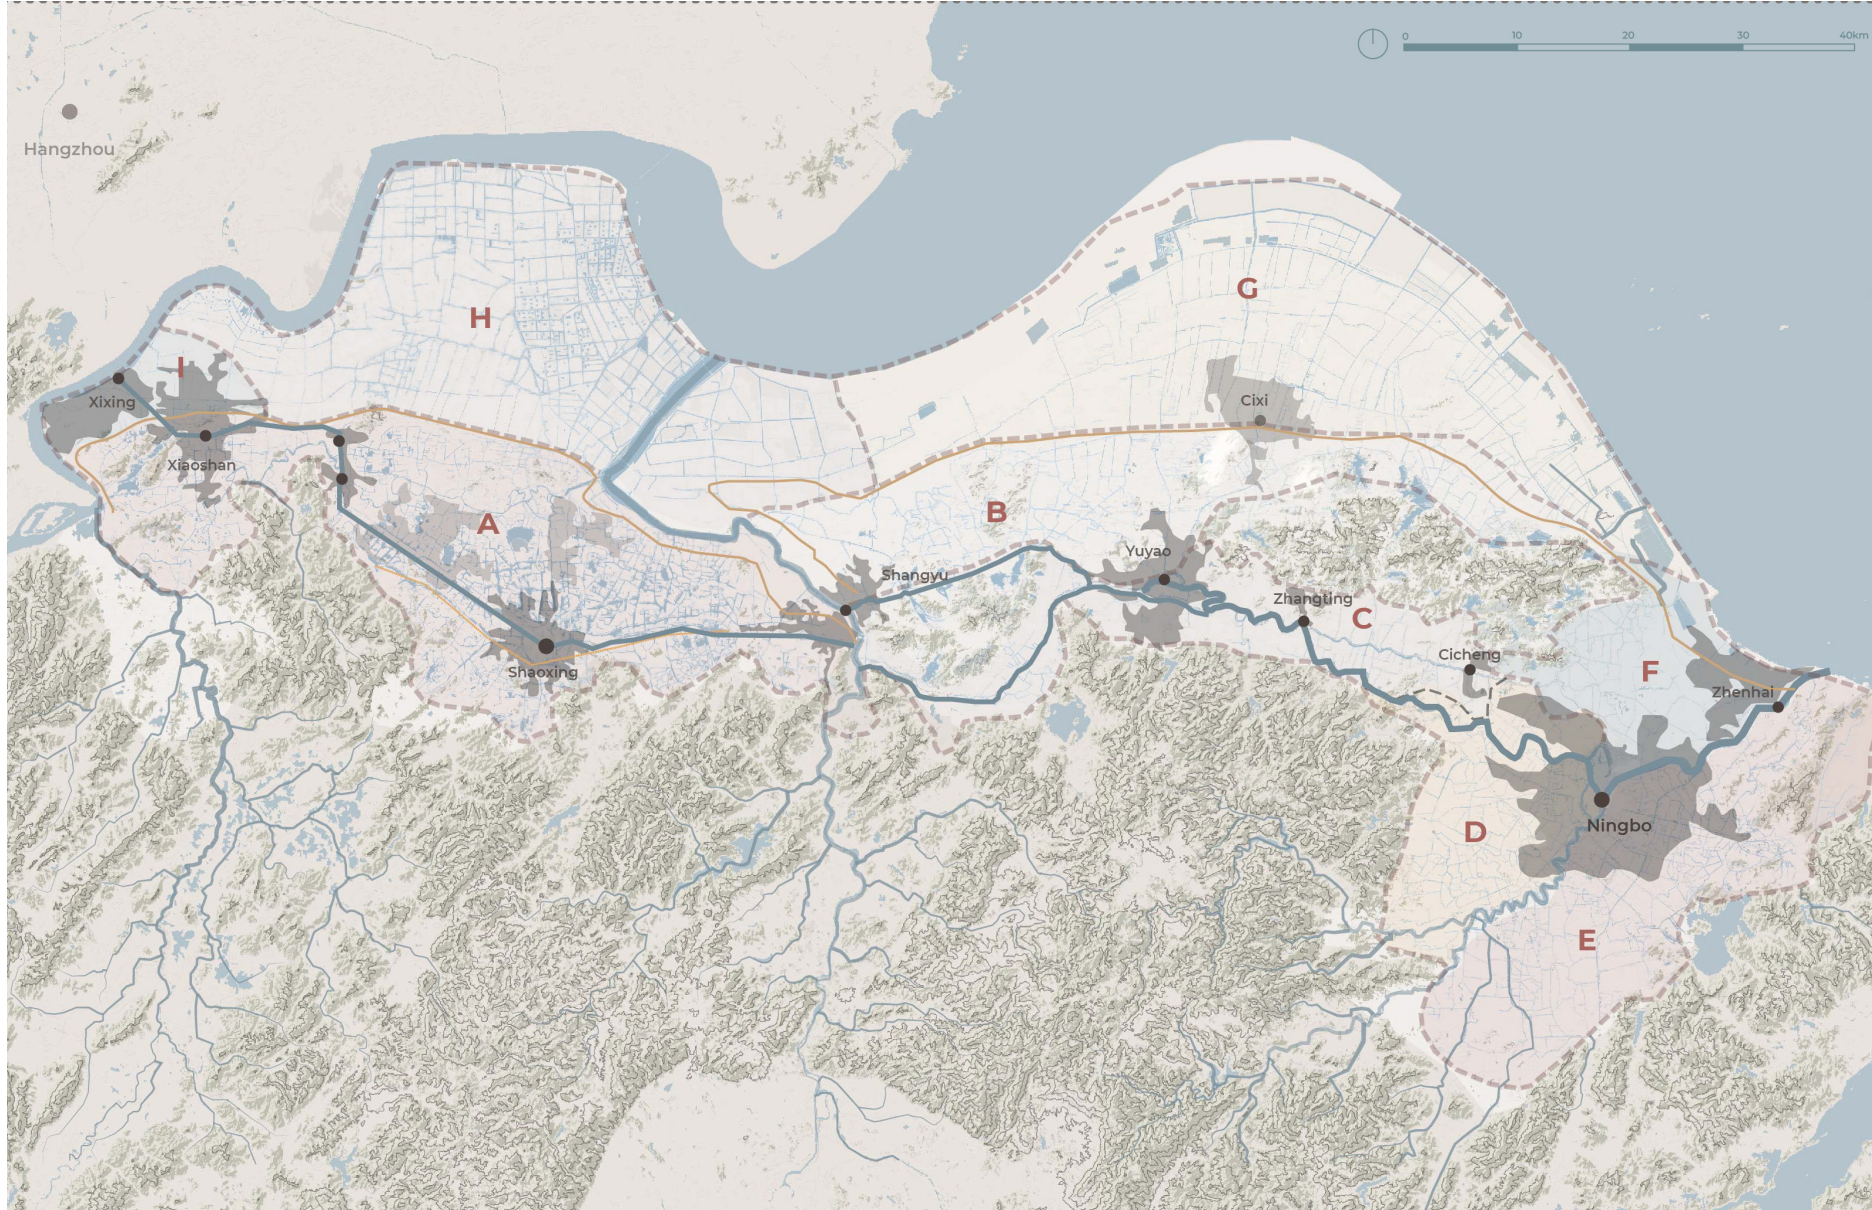 0 10 20 30 40km
Hangzhou
G
H
I
Xixing
Cixi
Xiaoshan
A
B
Yuyao
Shangyu
Zhangting
C
Cicheng
Shaoxing
F
Zhenhai
Ningbo
D
E